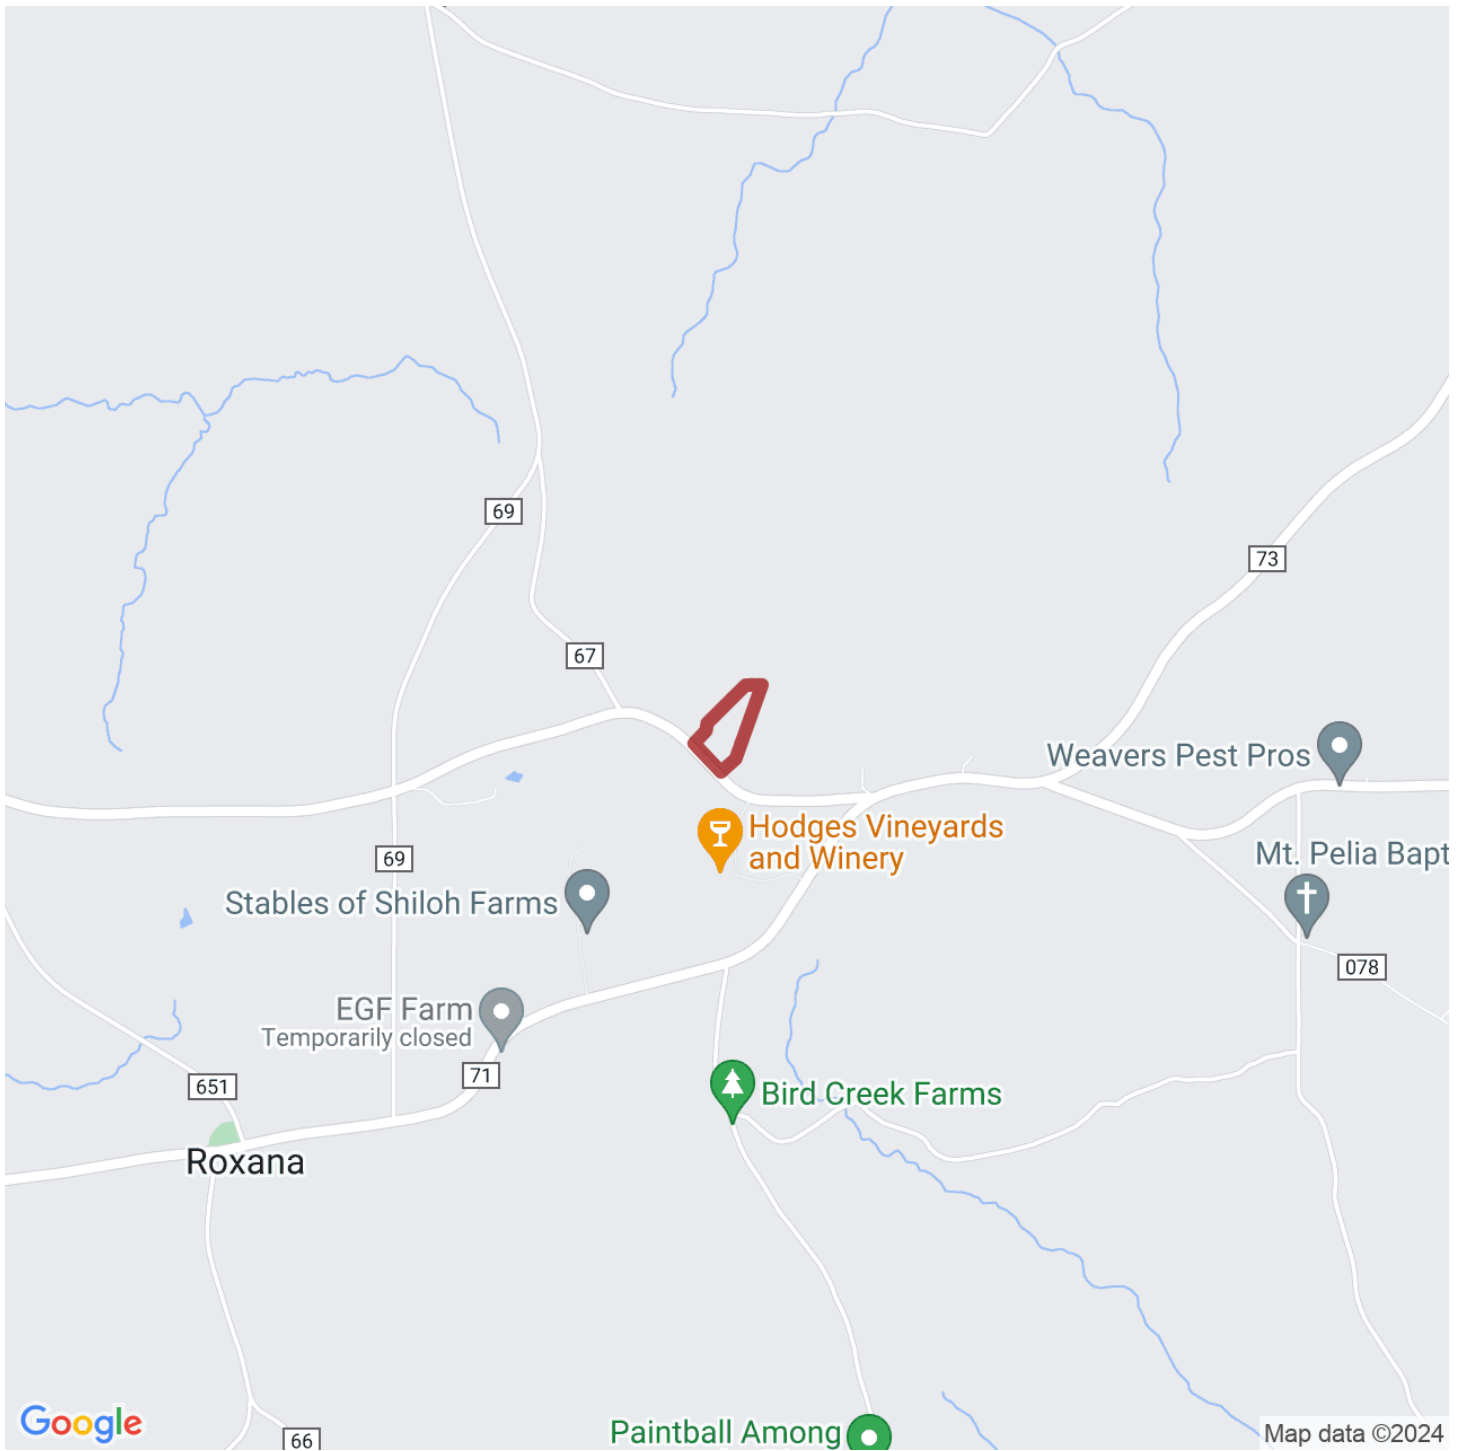 69
73
67
Weavers Pest Pros
Hodges Vineyards
and Winery
Mt. Pelia Bapt
69
Stables of Shiloh Farms
078
EGF Farm
Temporarily closed
71
651
Bird Creek Farms
Roxana
Google
66
Paintball Among
Map data ©2024